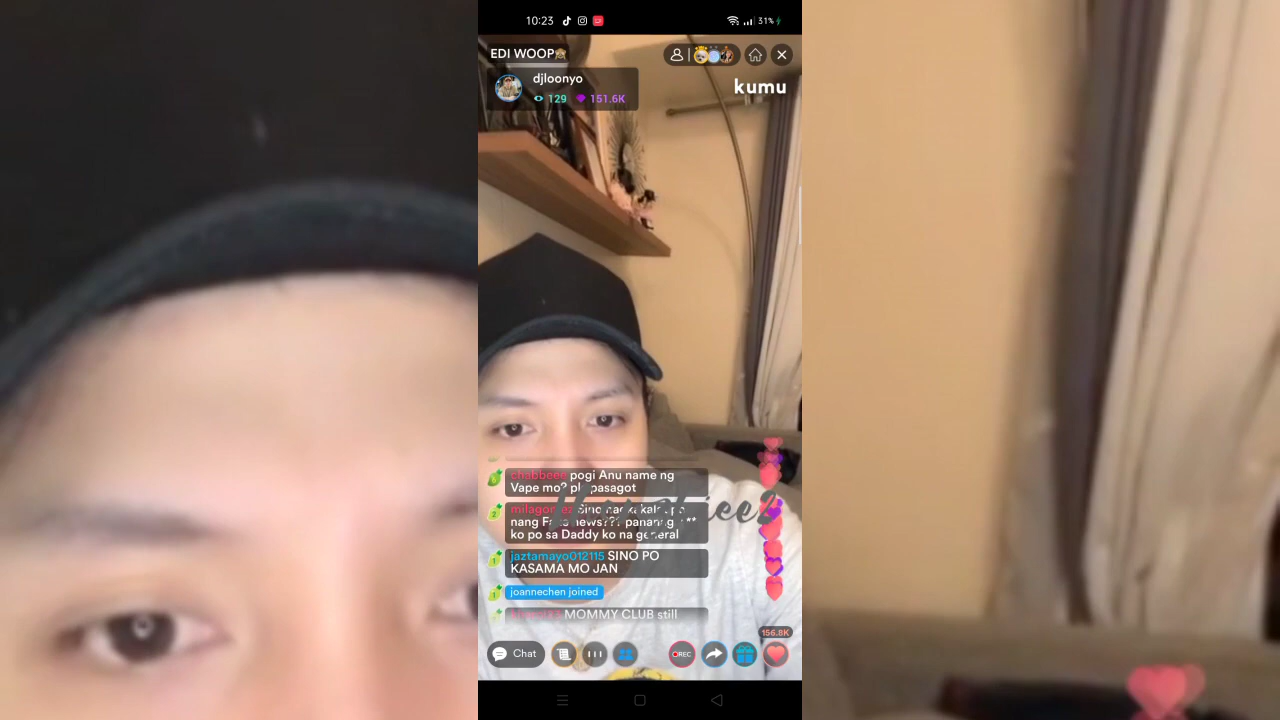 10:23
31%
EDI WOOP
djloonyo
129 151.6K
kumu
pogi Anu name ng
Vape mo? pasagot
nang news???
ko po sa Daddy ko na general
jaztamayo012115 SINO PO
KASAMA MO JAN
joannechen joined
MOMMY CLUB still
156.8K
Chat
REC